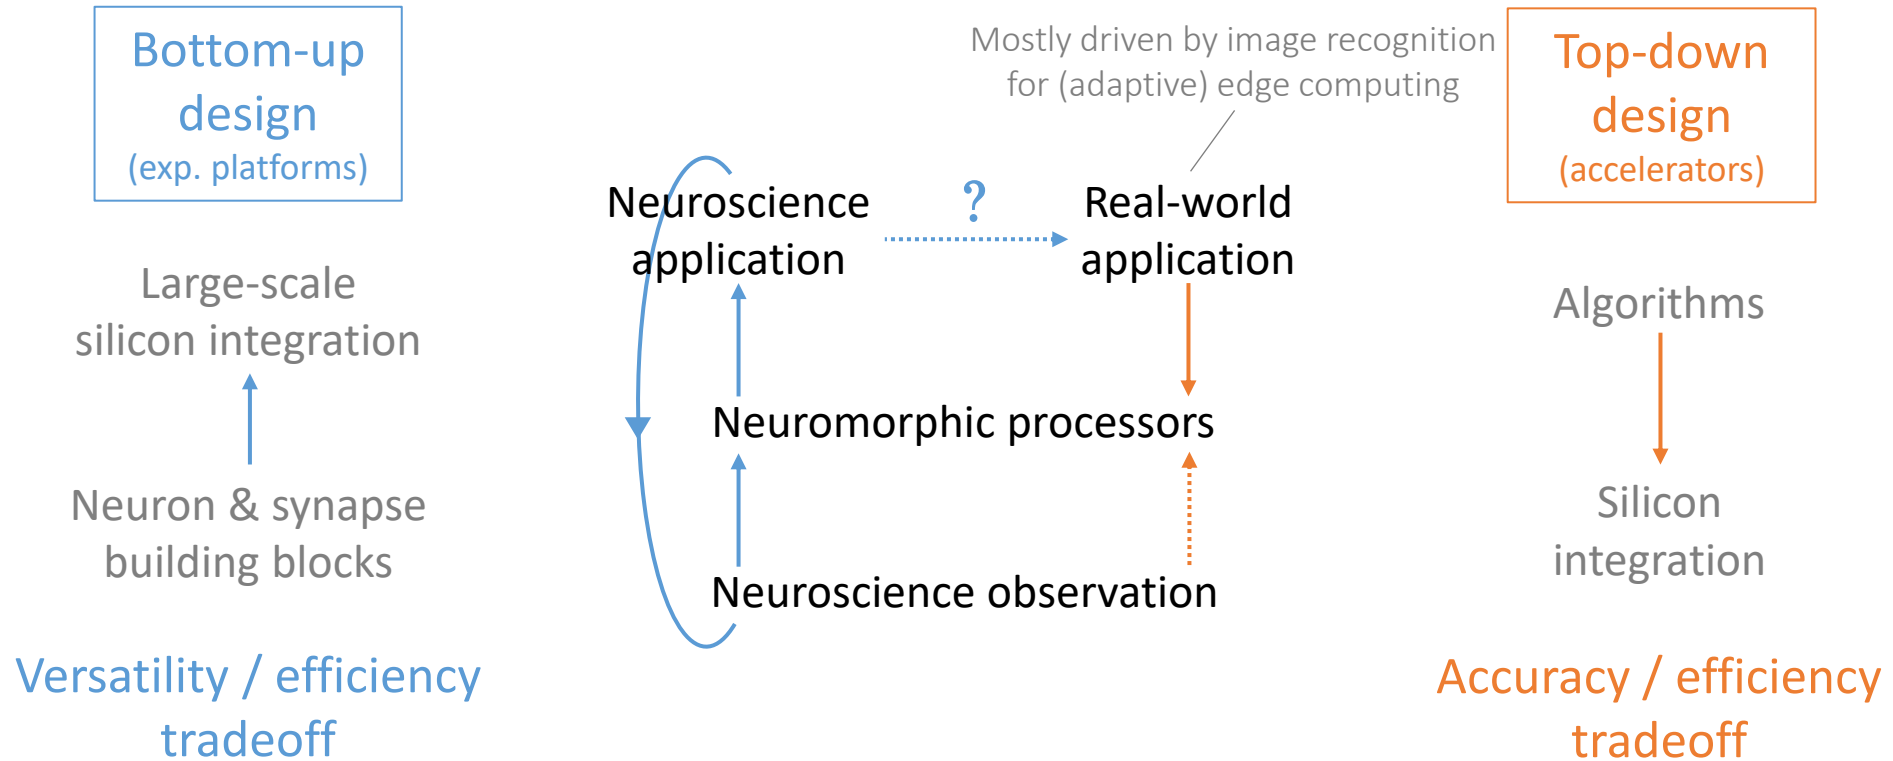 Bottom-up
design
(exp. platforms)
Large-scale
silicon integration
Neuron & synapse
building blocks
Versatility / efficiency
tradeoff
Mostly driven by image recognition
for (adaptive) edge computing
Neuroscience
application
?
Real-world
application
Neuromorphic processors
Neuroscience observation
Top-down
design
(accelerators)
Algorithms
Silicon
integration
Accuracy / efficiency
tradeoff